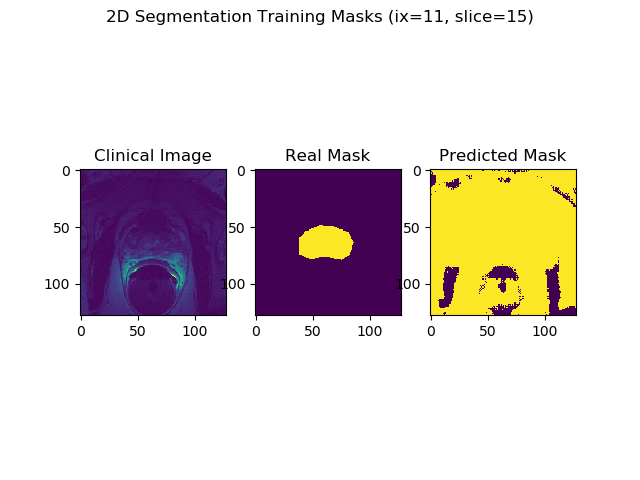 2D Segmentation Training Masks (ix=11, slice=15)
Clinical Image Real Mask Predicted Mask
0 0 0
50 50 50
100 100 100
0 50 100 0 50 100 0 50 100